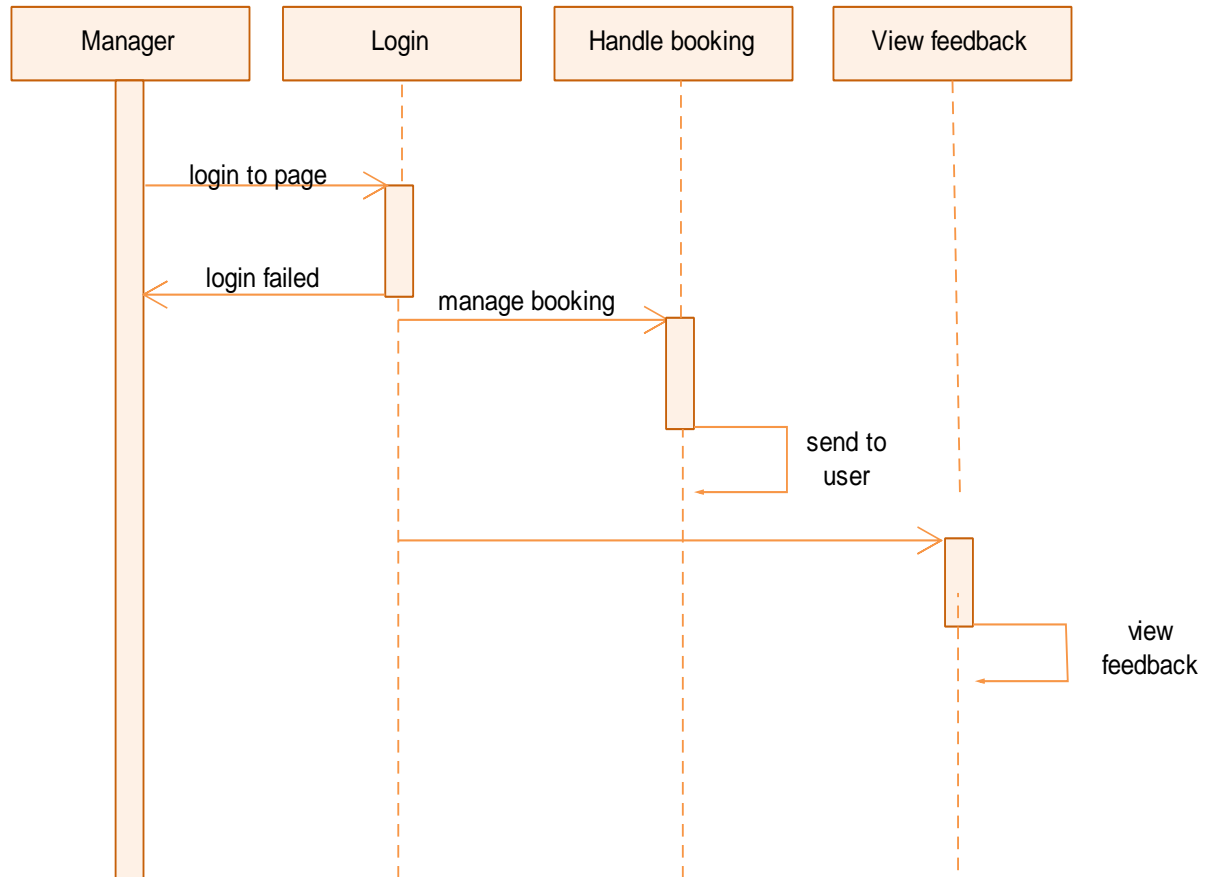 Manager
Login
Handle booking
View feedback
login to page
login failed
manage booking
send to
user
view
feedback